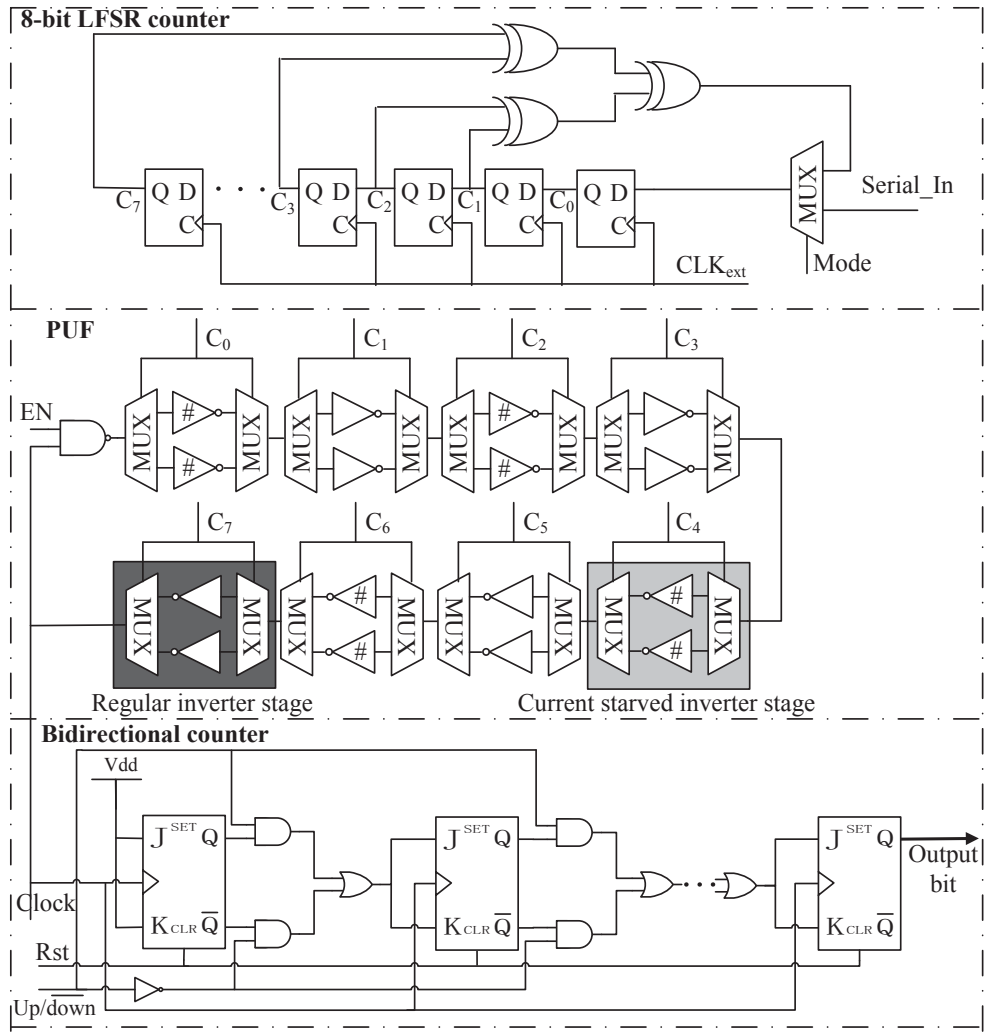 8-bit LFSR counter
C₇ Q D C
C₃ Q D C
C₂ Q D C
C₁ Q D C
C₀ Q D C
MUX
Serial_In
Mode
CLKext
PUF
C₀ C₁ C₂ C₃
EN
MUX # # MUX MUX MUX MUX # # MUX MUX MUX
C₇ C₆ C₅ C₄
MUX MUX MUX # # MUX MUX MUX MUX # # MUX
Regular inverter stage
Current starved inverter stage
Bidirectional counter
Vdd
J SET Q
K CLR Q̅
J SET Q
K CLR Q̅
J SET Q
K CLR Q̅
Output
bit
Clock
Rst
Up/d̅o̅w̅n̅